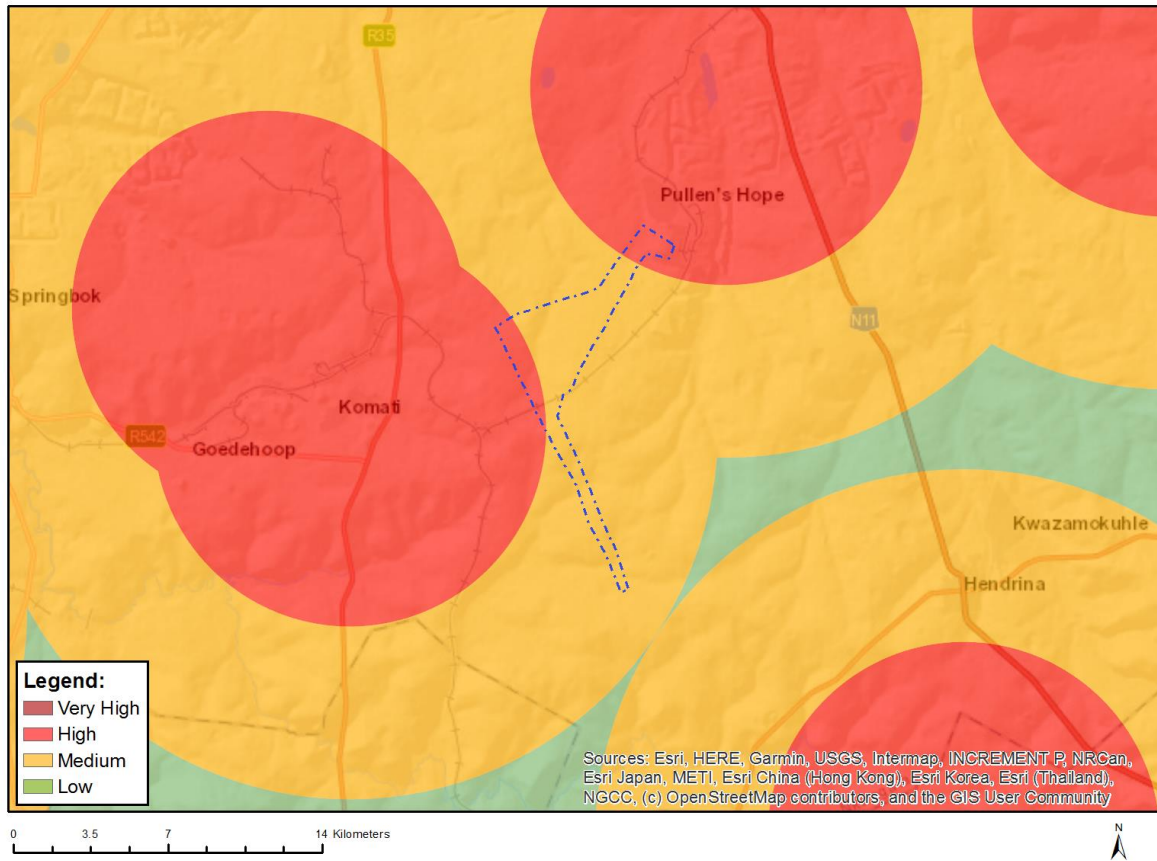 R35
Pullen's Hope
Springbok
N11
Komati
R542
Goedehoop
Kwazamokuhle
Hendrina
Legend:
Very High
High
Medium
Low
Sources: Esri, HERE, Garmin, USGS, Intermap, INCREMENT P, NRCan,
Esri Japan, METI, Esri China (Hong Kong), Esri Korea, Esri (Thailand),
NGCC, (c) OpenStreetMap contributors, and the GIS User Community
0 3.5 7 14 Kilometers
N